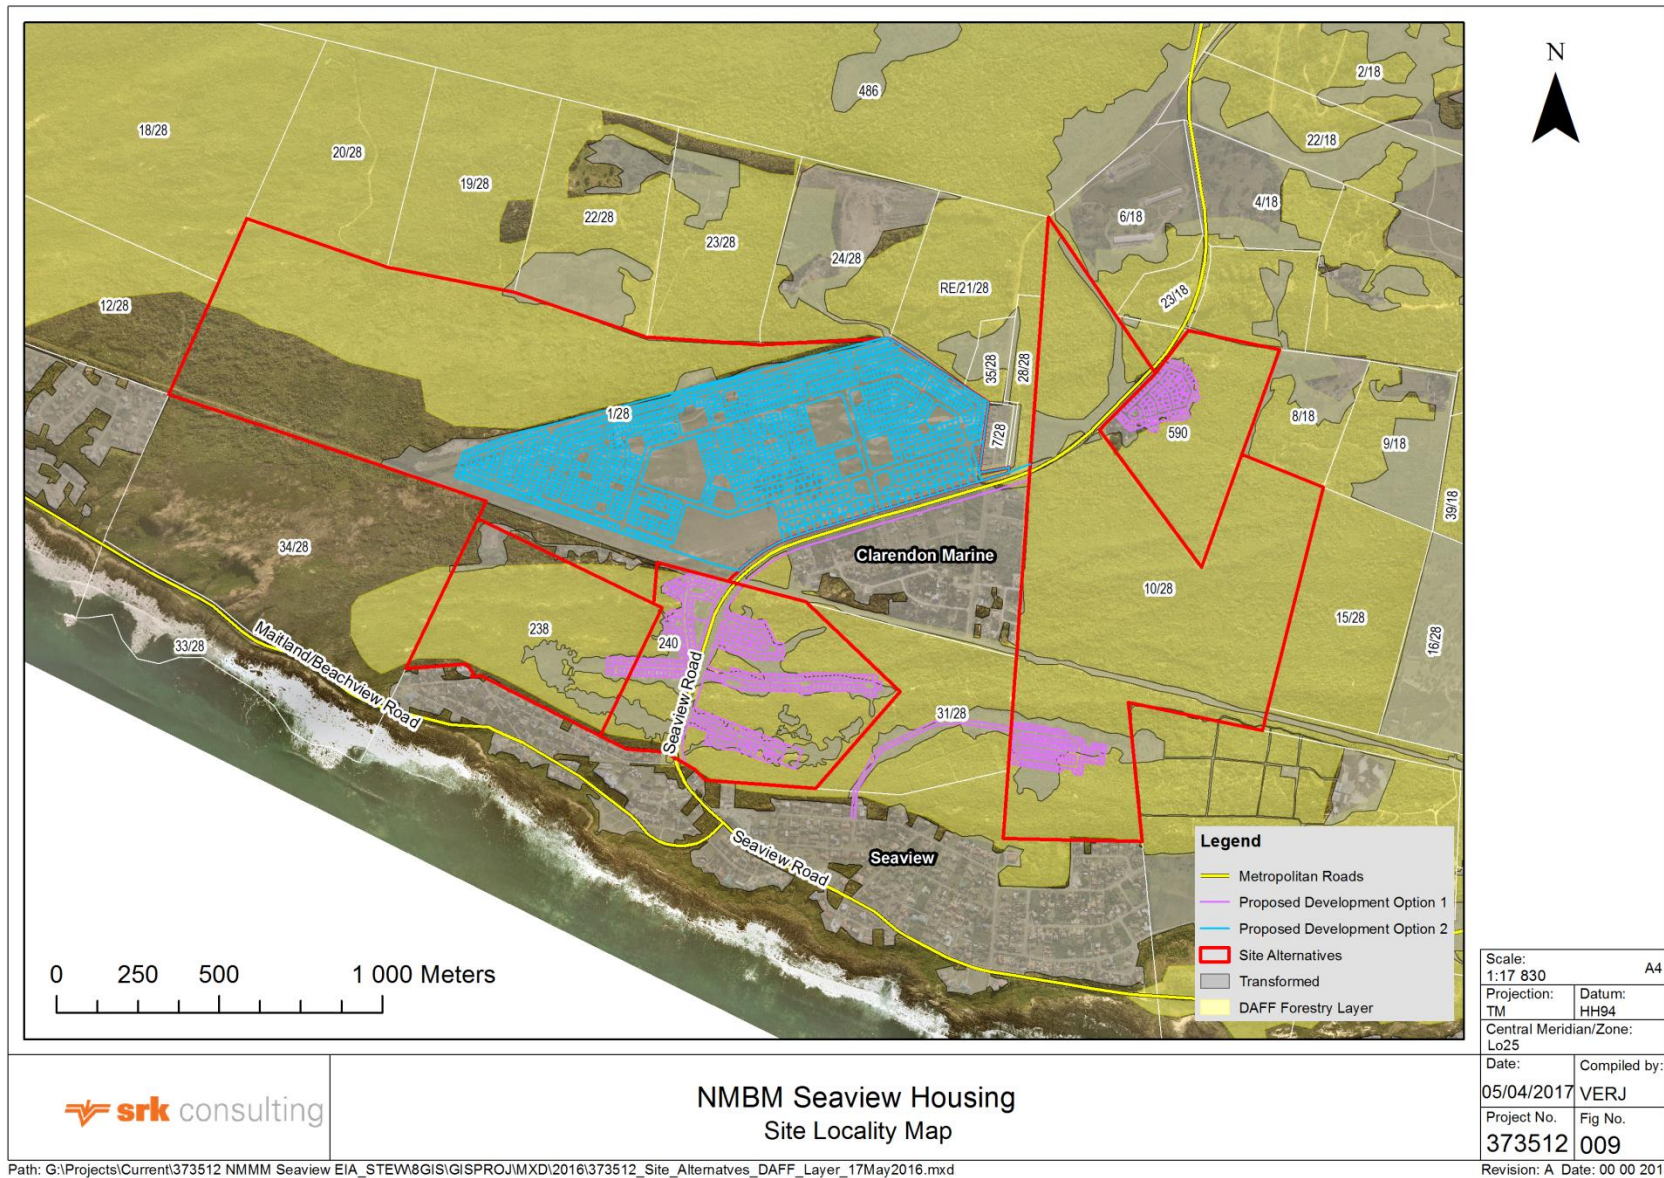 N
2/18
486
18/28
20/28
22/18
19/28
4/18
22/28
6/18
23/28
24/28
RE/21/28
23/18
12/28
35/28
28/28
1/28
8/18
7/28
590
9/18
39/18
34/28
Clarendon Marine
10/28
15/28
238
240
33/28
Maitland/Beachview Road
16/28
Seaview Road
31/28
Seaview Road
Seaview
Legend
Metropolitan Roads
Proposed Development Option 1
Proposed Development Option 2
Site Alternatives
Transformed
DAFF Forestry Layer
0 250 500 1 000 Meters
Scale:
1:17 830 A4
Projection: Datum:
TM HH94
Central Meridian/Zone:
Lo25
Date: Compiled by:
05/04/2017 VERJ
Project No. Fig No.
373512 009
srk consulting
NMBM Seaview Housing
Site Locality Map
Path: G:\Projects\Current\373512 NMMM Seaview EIA_STEW\8GIS\GISPROJ\MXD\2016\373512_Site_Alternatves_DAFF_Layer_17May2016.mxd
Revision: A Date: 00 00 201